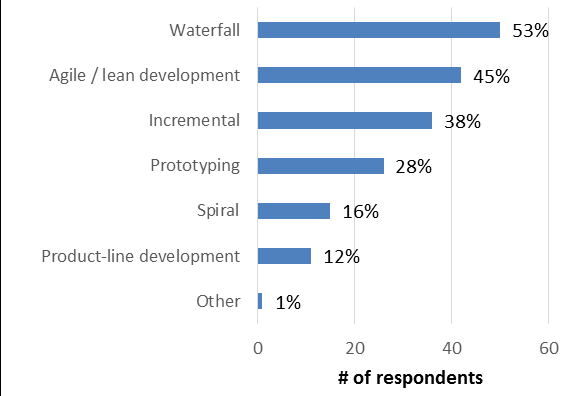 Waterfall 53%
Agile / lean development 45%
Incremental 38%
Prototyping 28%
Spiral 16%
Product-line development 12%
Other 1%
0 20 40 60
# of respondents